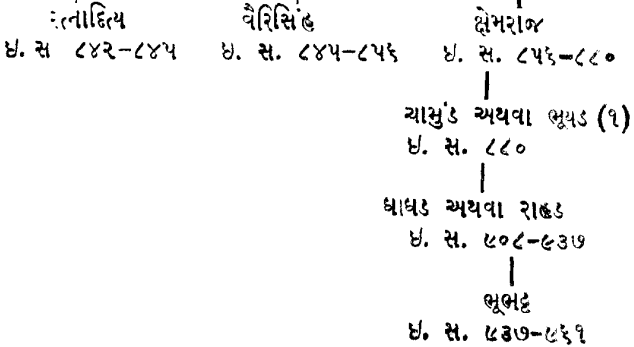 રત્નાદિત્ય વૈરિસિંહ ક્ષેમરાજ
ઇ. સ ૮૪૨-૮૪૫ ઇ. સ. ૮૪૫-૮૫૬ ઇ. સ. ૮૫૬-૮૮૦
ચામુંડ અથવા ભૂયડ (૧)
ઇ. સ. ૮૮૦
ઘાઘડ અથવા રાહડ
ઇ. સ. ૯૦૮-૯૩૭
ભૂભટ્ટ
ઇ. સ. ૯૩૭-૯૬૧